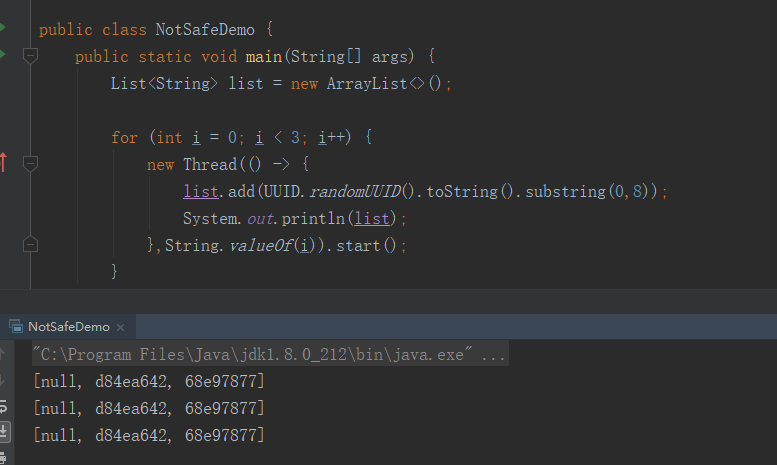 public class NotSafeDemo {
public static void main(String[] args) {
List<String> list = new ArrayList<>();
for (int i = 0; i < 3; i++) {
new Thread(() -> {
list.add(UUID.randomUUID().toString().substring(0,8));
System.out.println(list);
},String.valueOf(i)).start();
}
NotSafeDemo ×
"C:\Program Files\Java\jdk1.8.0_212\bin\java.exe" ...
[null, d84ea642, 68e97877]
[null, d84ea642, 68e97877]
[null, d84ea642, 68e97877]